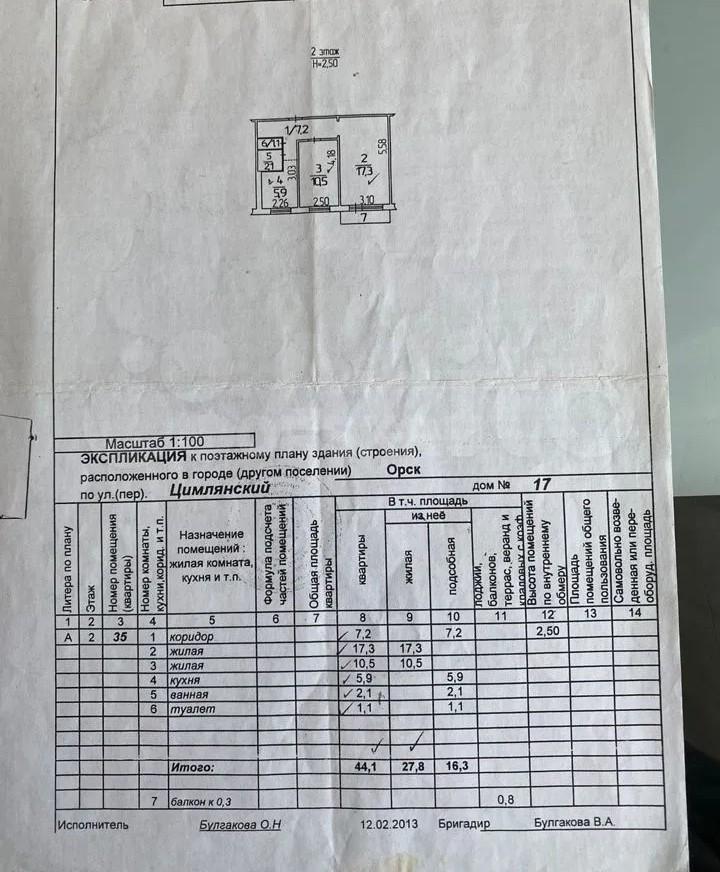 2 этаж
Н=2,50
1/7,2
6/1,1
5
2,1
4
5,9
3,03
3
10,5
4,18
2
17,3
5,58
2,26
2,50
3,10
7
Масштаб 1:100
ЭКСПЛИКАЦИЯ к поэтажному плану здания (строения),
расположенного в городе (другом поселении) Орск
по ул.(пер). Цимлянский дом № 17
Литера по плану
Этаж
Номер помещения (квартиры)
Номер комнаты, кухни,корид. и т.п.
Назначение помещений : жилая комната, кухня и т.п.
Формула подсчета частей помещений
Общая площадь квартиры
В т.ч. площадь
из неё
квартиры
жилая
подсобная
лоджии, балконов, террас, веранд и кладовых с коэф.
Высота помещений по внутреннему обмеру
Площадь помещений общего пользования
Самовольно возве-денная или пере-оборуд. площадь
1 2 3 4 5 6 7 8 9 10 11 12 13 14
А 2 35 1 коридор 7,2 7,2 2,50
2 жилая 17,3 17,3
3 жилая 10,5 10,5
4 кухня 5,9 5,9
5 ванная 2,1 2,1
6 туалет 1,1 1,1
Итого: 44,1 27,8 16,3
7 балкон к 0,3 0,8
Исполнитель Булгакова О.Н 12.02.2013 Бригадир Булгакова В.А.